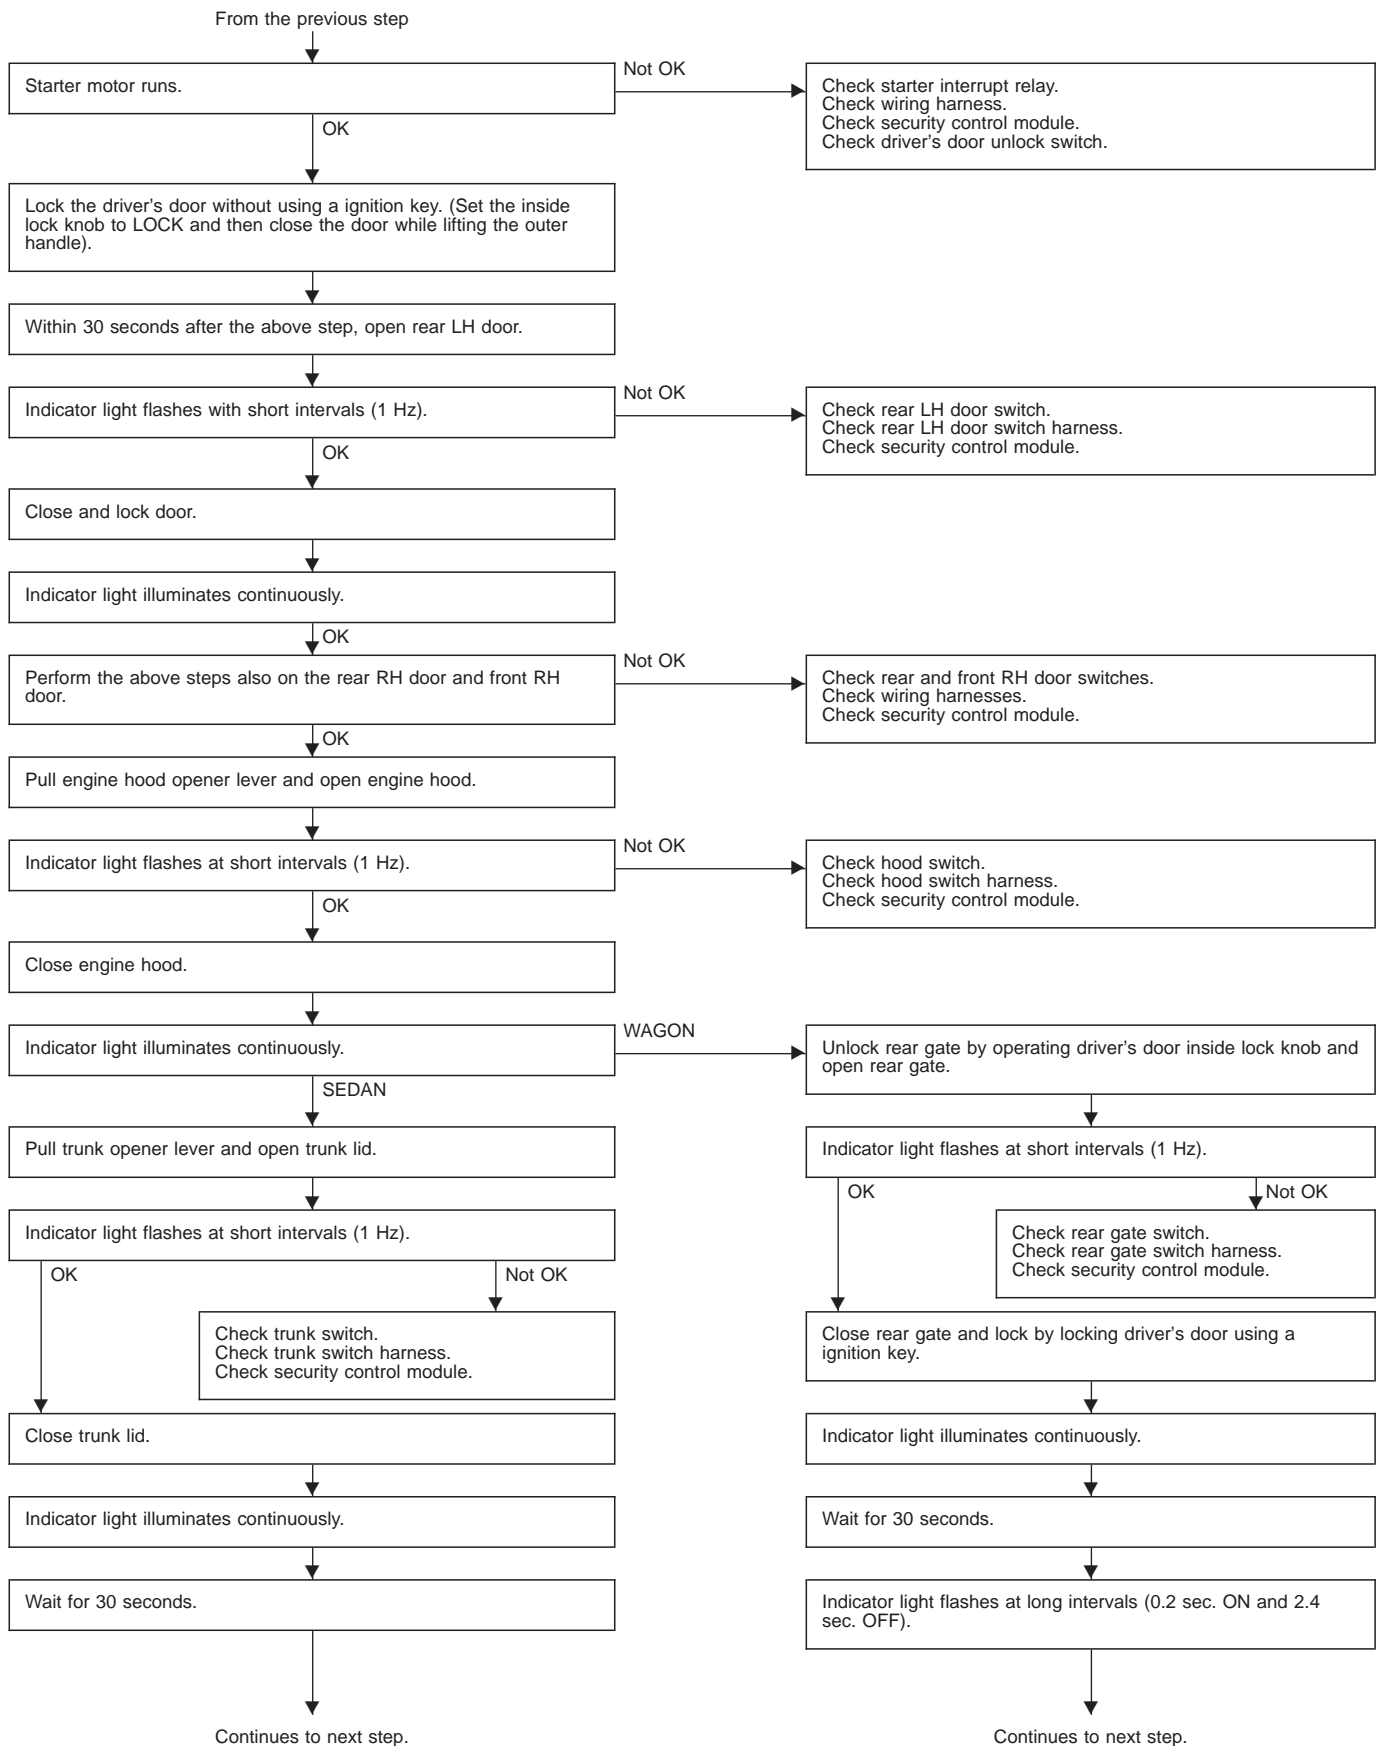 From the previous step
Starter motor runs.
Not OK
Check starter interrupt relay.
Check wiring harness.
Check security control module.
Check driver's door unlock switch.
OK
Lock the driver's door without using a ignition key. (Set the inside
lock knob to LOCK and then close the door while lifting the outer
handle).
Within 30 seconds after the above step, open rear LH door.
Indicator light flashes with short intervals (1 Hz).
Not OK
Check rear LH door switch.
Check rear LH door switch harness.
Check security control module.
OK
Close and lock door.
Indicator light illuminates continuously.
OK
Perform the above steps also on the rear RH door and front RH
door.
Not OK
Check rear and front RH door switches.
Check wiring harnesses.
Check security control module.
OK
Pull engine hood opener lever and open engine hood.
Indicator light flashes at short intervals (1 Hz).
Not OK
Check hood switch.
Check hood switch harness.
Check security control module.
OK
Close engine hood.
Indicator light illuminates continuously.
WAGON
Unlock rear gate by operating driver's door inside lock knob and
open rear gate.
SEDAN
Pull trunk opener lever and open trunk lid.
Indicator light flashes at short intervals (1 Hz).
OK
Not OK
Check trunk switch.
Check trunk switch harness.
Check security control module.
Close trunk lid.
Indicator light illuminates continuously.
Wait for 30 seconds.
Continues to next step.
Indicator light flashes at short intervals (1 Hz).
OK
Not OK
Check rear gate switch.
Check rear gate switch harness.
Check security control module.
Close rear gate and lock by locking driver's door using a
ignition key.
Indicator light illuminates continuously.
Wait for 30 seconds.
Indicator light flashes at long intervals (0.2 sec. ON and 2.4
sec. OFF).
Continues to next step.